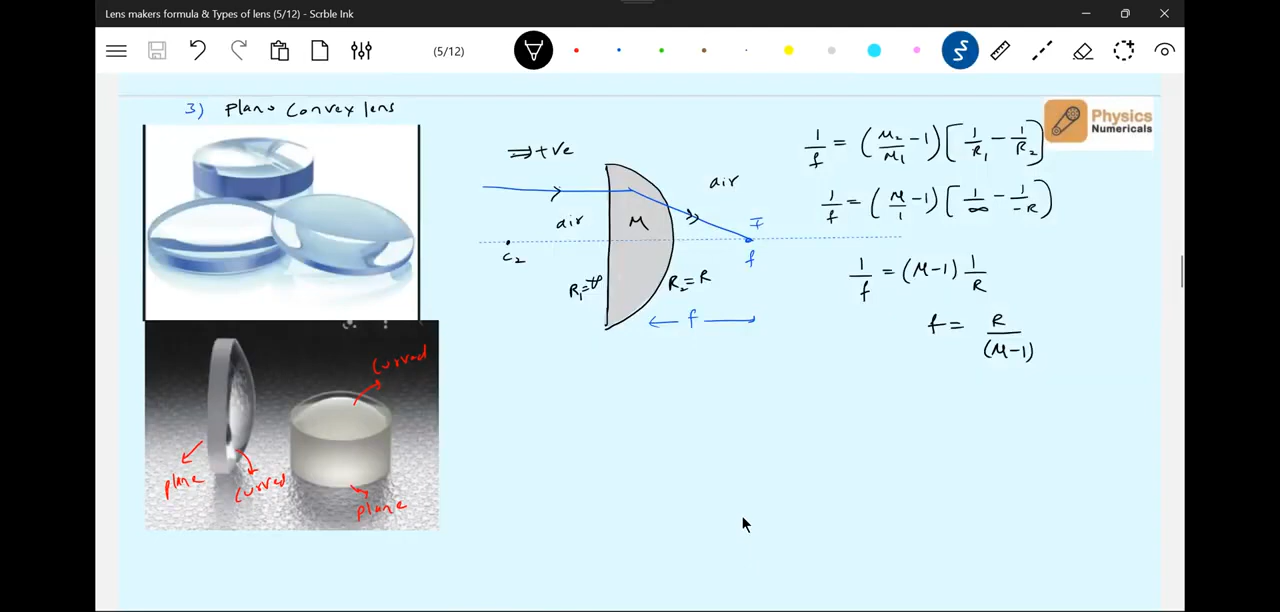 Lens makers formula & Types of lens (5/12) - Scrble Ink
(5/12)
3) Plano Convex lens
Physics
Numericals
⇒+ve
air
air
μ
C2
R1=∞
R2=R
F
f
f
1/f = (μ2/μ1 −1)[1/R1 − 1/R2]
1/f = (μ/1 −1)[1/∞ − 1/−R]
1/f = (μ−1) 1/R
f = R/(μ−1)
curved
plane
curved
plane